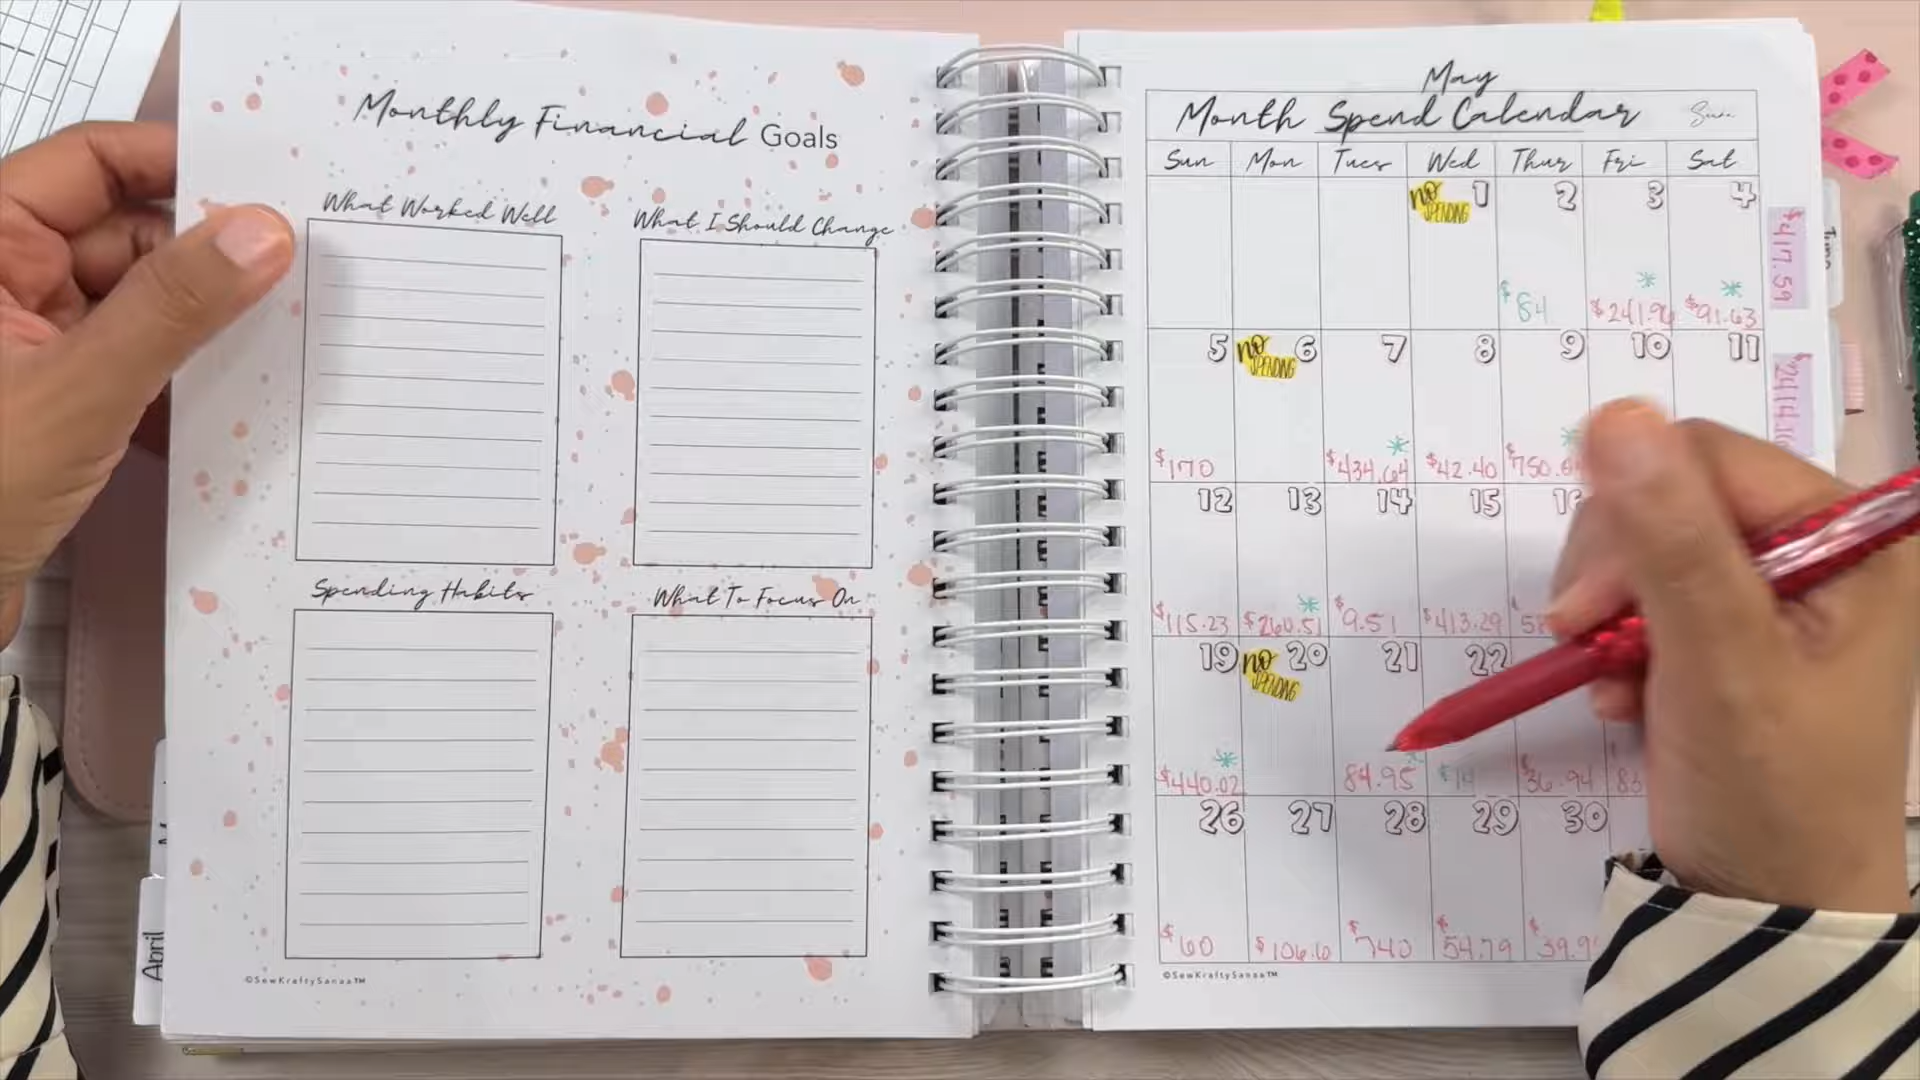 Monthly Financial Goals
What Worked Well
What I Should Change
Spending Habits
What To Focus On
©SewKraftySanaa™
April
May
Month Spend Calendar
Sun Mon Tues Wed Thur Fri Sat
no SPENDING 1 2 3 4
$84 $241.96 $91.63
$417.59
June
5 no SPENDING 6 7 8 9 10 11
$170 $434.64 $42.40
12 13 14 15
$115.23 $260.51 $9.51 $413.29
19 no SPENDING 20 21 22
$440.02 84.95 $36.94
26 27 28 29 30
$60 $106.10 $740 $54.79
©SewKraftySanaa™